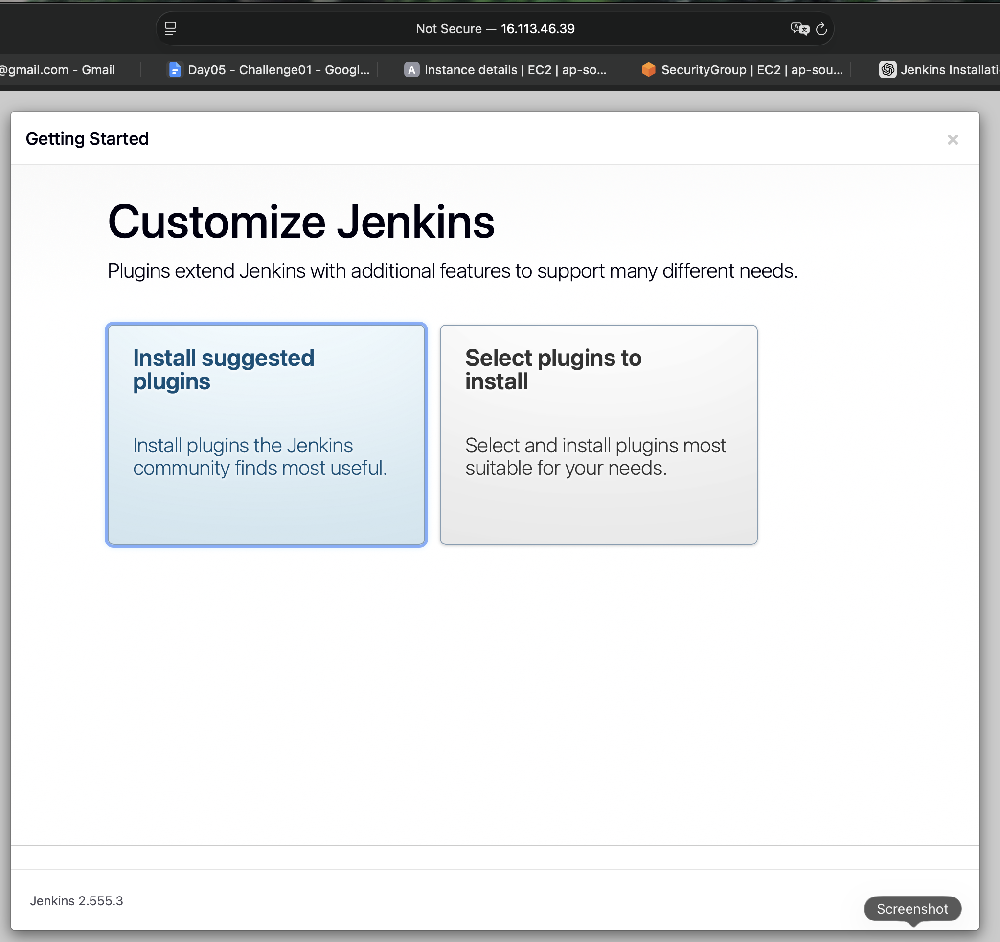 Not Secure — 16.113.46.39
@gmail.com - Gmail
Day05 - Challenge01 - Googl...
A
Instance details | EC2 | ap-so...
SecurityGroup | EC2 | ap-sou...
Jenkins Installati
Getting Started
Customize Jenkins
Plugins extend Jenkins with additional features to support many different needs.
Install suggested
plugins
Install plugins the Jenkins
community finds most useful.
Select plugins to
install
Select and install plugins most
suitable for your needs.
Jenkins 2.555.3
Screenshot